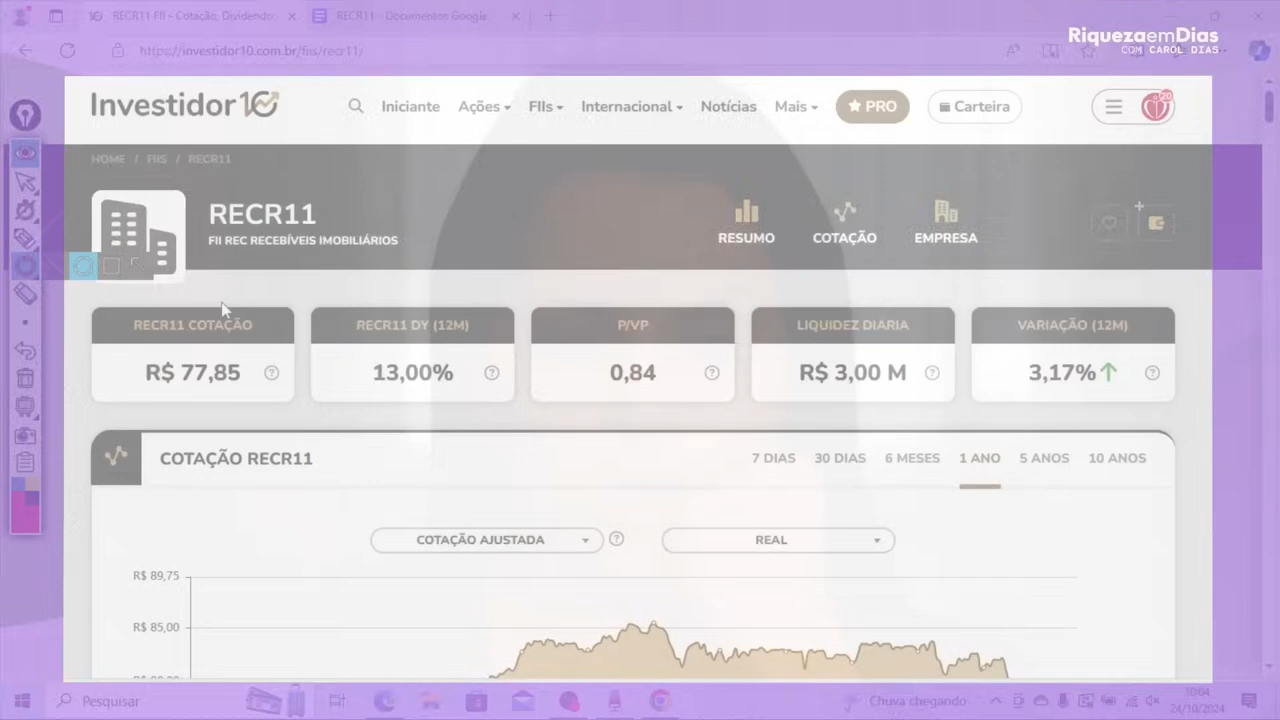 RECR11 FII - Cotação, Dividendo
RECR11 - Documentos Google
https://investidor10.com.br/fiis/recr11/
RiquezaemDias
COM CAROL DIAS
Investidor10
Iniciante
Ações
FIIs
Internacional
Notícias
Mais
PRO
Carteira
20
HOME / FIIS / RECR11
RECR11
FII REC RECEBÍVEIS IMOBILIÁRIOS
RESUMO
COTAÇÃO
EMPRESA
RECR11 COTAÇÃO
R$ 77,85
RECR11 DY (12M)
13,00%
P/VP
0,84
LIQUIDEZ DIARIA
R$ 3,00 M
VARIAÇÃO (12M)
3,17%
COTAÇÃO RECR11
7 DIAS
30 DIAS
6 MESES
1 ANO
5 ANOS
10 ANOS
COTAÇÃO AJUSTADA
REAL
R$ 89,75
R$ 85,00
Pesquisar
Chuva chegando
10:04
24/10/2024